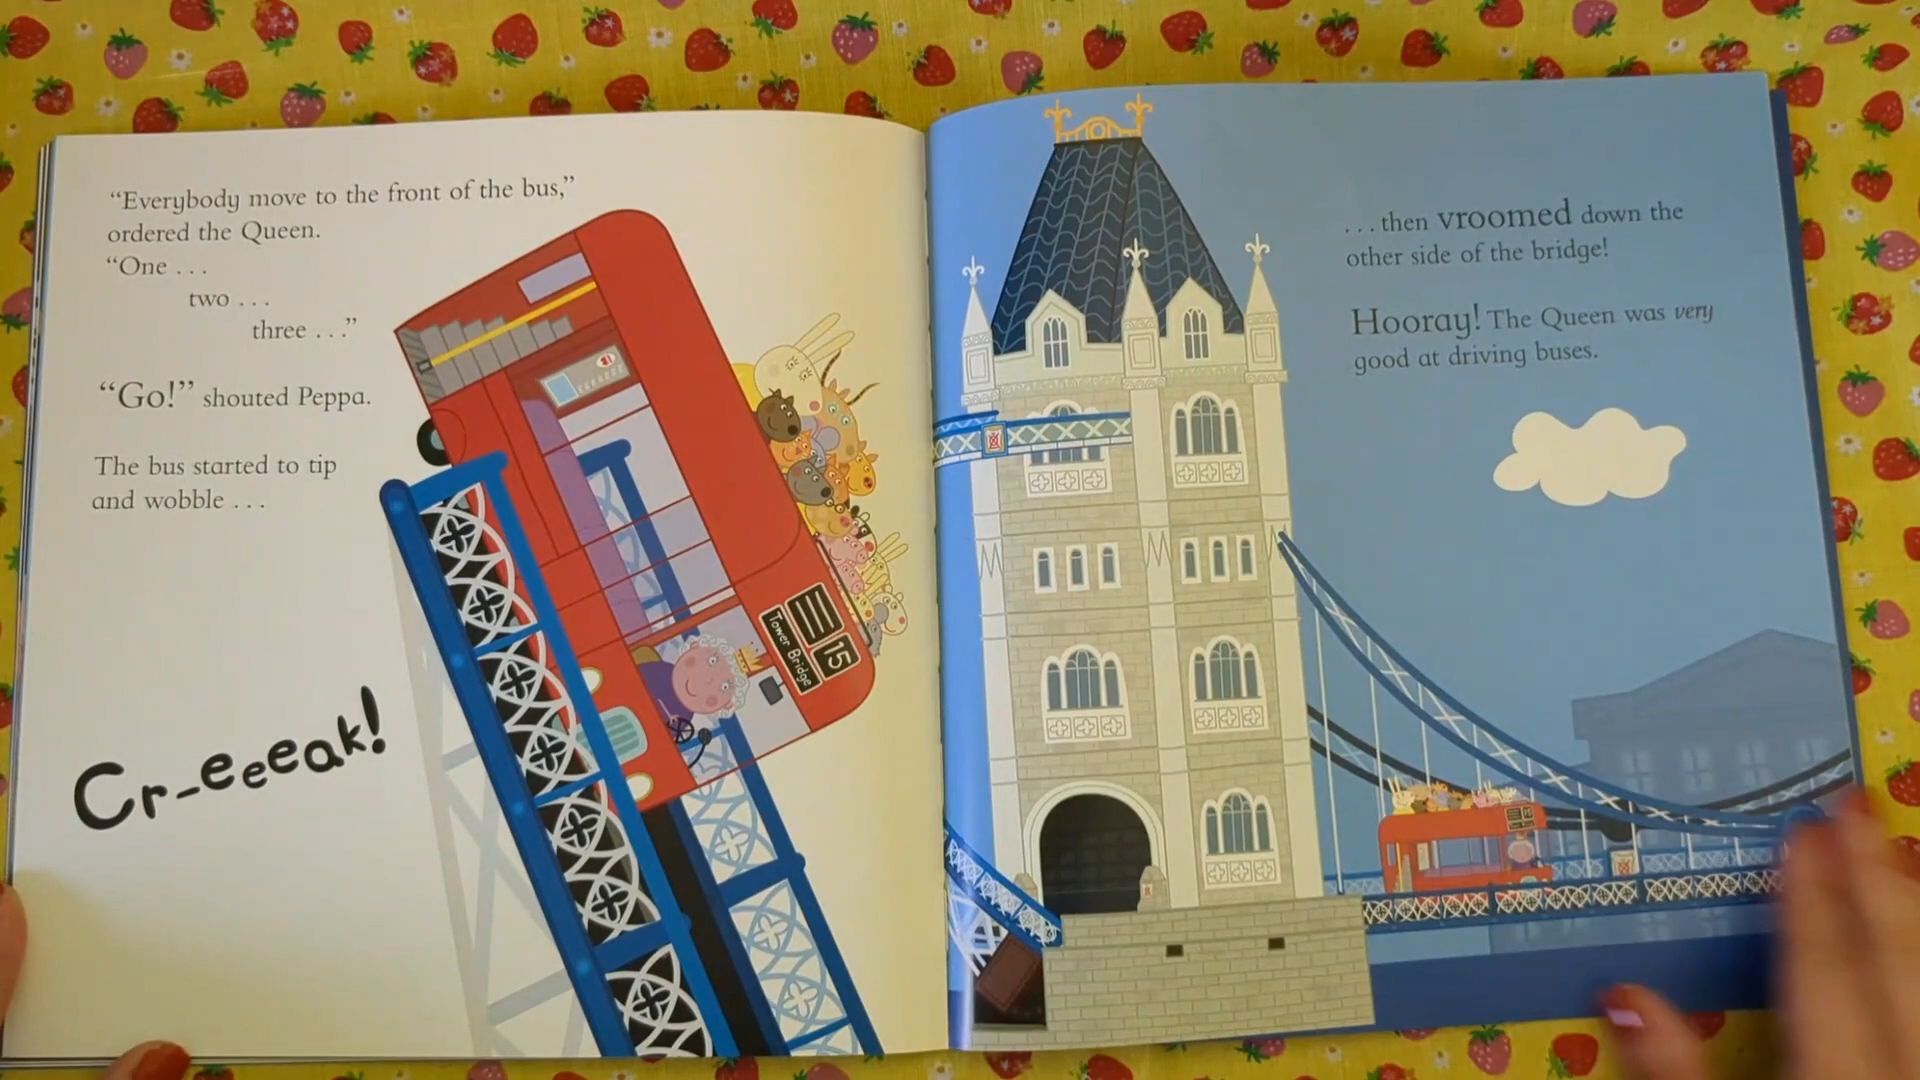 “Everybody move to the front of the bus,”
ordered the Queen.
“One . . .
two . . .
three . . .”
“Go!” shouted Peppa.
The bus started to tip
and wobble . . .
Cr-eeeeak!
15
Tower Bridge
. . . then vroomed down the
other side of the bridge!
Hooray! The Queen was very
good at driving buses.